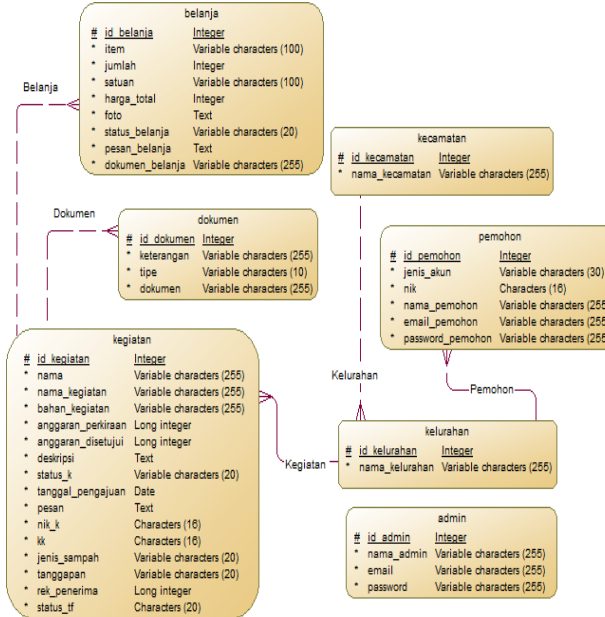 belanja
# id_belanja Integer
* item Variable characters (100)
* jumlah Integer
* satuan Variable characters (100)
* harga_total Integer
* foto Text
* status_belanja Variable characters (20)
* pesan_belanja Text
* dokumen_belanja Variable characters (255)
Belanja
kecamatan
# id_kecamatan Integer
* nama_kecamatan Variable characters (255)
Dokumen
dokumen
# id_dokumen Integer
* keterangan Variable characters (255)
* tipe Variable characters (10)
* dokumen Variable characters (255)
pemohon
# id_pemohon Integer
* jenis_akun Variable characters (30)
* nik Characters (16)
* nama_pemohon Variable characters (255
* email_pemohon Variable characters (255
* password_pemohon Variable characters (255
kegiatan
# id_kegiatan Integer
* nama Variable characters (255)
* nama_kegiatan Variable characters (255)
* bahan_kegiatan Variable characters (255)
* anggaran_perkiraan Long integer
* anggaran_disetujui Long integer
* deskripsi Text
* status_k Variable characters (20)
* tanggal_pengajuan Date
* pesan Text
* nik_k Characters (16)
* kk Characters (16)
* jenis_sampah Variable characters (20)
* tanggapan Variable characters (20)
* rek_penerima Long integer
* status_tf Characters (20)
Kelurahan
Pemohon
Kegiatan
kelurahan
# id_kelurahan Integer
* nama_kelurahan Variable characters (255)
admin
# id_admin Integer
* nama_admin Variable characters (255)
* email Variable characters (255)
* password Variable characters (255)